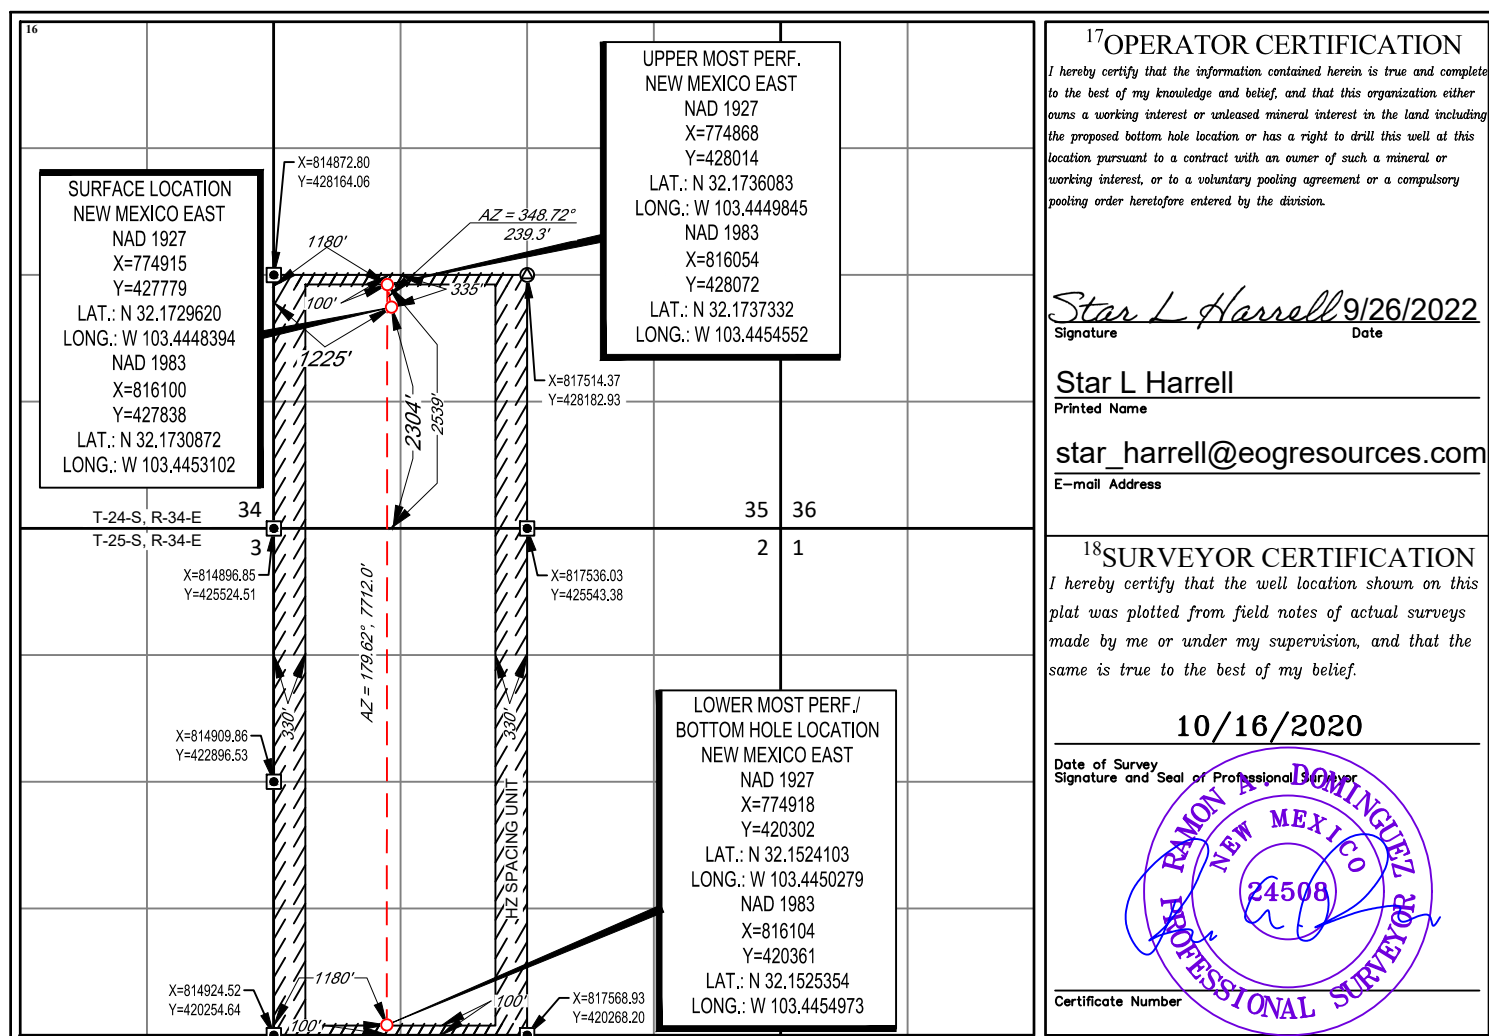 16
UPPER MOST PERF.
NEW MEXICO EAST
NAD 1927
X=774868
Y=428014
LAT.: N 32.1736083
LONG.: W 103.4449845
NAD 1983
X=816054
Y=428072
LAT.: N 32.1737332
LONG.: W 103.4454552
SURFACE LOCATION
NEW MEXICO EAST
NAD 1927
X=774915
Y=427779
LAT.: N 32.1729620
LONG.: W 103.4448394
NAD 1983
X=816100
Y=427838
LAT.: N 32.1730872
LONG.: W 103.4453102
X=814872.80
Y=428164.06
AZ = 348.72°
239.3'
1180'
100'
335'
1225'
2304'
2539'
X=817514.37
Y=428182.93
34
35 36
T-24-S, R-34-E
T-25-S, R-34-E
3
2 1
X=814896.85
Y=425524.51
X=817536.03
Y=425543.38
AZ = 179.62°, 7712.0'
330'
330'
X=814909.86
Y=422896.53
HZ SPACING UNIT
LOWER MOST PERF./
BOTTOM HOLE LOCATION
NEW MEXICO EAST
NAD 1927
X=774918
Y=420302
LAT.: N 32.1524103
LONG.: W 103.4450279
NAD 1983
X=816104
Y=420361
LAT.: N 32.1525354
LONG.: W 103.4454973
X=814924.52
Y=420254.64
1180'
100'
100'
X=817568.93
Y=420268.20
17 OPERATOR CERTIFICATION
I hereby certify that the information contained herein is true and complete
to the best of my knowledge and belief, and that this organization either
owns a working interest or unleased mineral interest in the land including
the proposed bottom hole location or has a right to drill this well at this
location pursuant to a contract with an owner of such a mineral or
working interest, or to a voluntary pooling agreement or a compulsory
pooling order heretofore entered by the division.
Star L Harrell 9/26/2022
Signature Date
Star L Harrell
Printed Name
star_harrell@eogresources.com
E-mail Address
18 SURVEYOR CERTIFICATION
I hereby certify that the well location shown on this
plat was plotted from field notes of actual surveys
made by me or under my supervision, and that the
same is true to the best of my belief.
10/16/2020
Date of Survey
Signature and Seal of Professional Surveyor
RAMON A. DOMINGUEZ
NEW MEXICO
24508
PROFESSIONAL SURVEYOR
Certificate Number